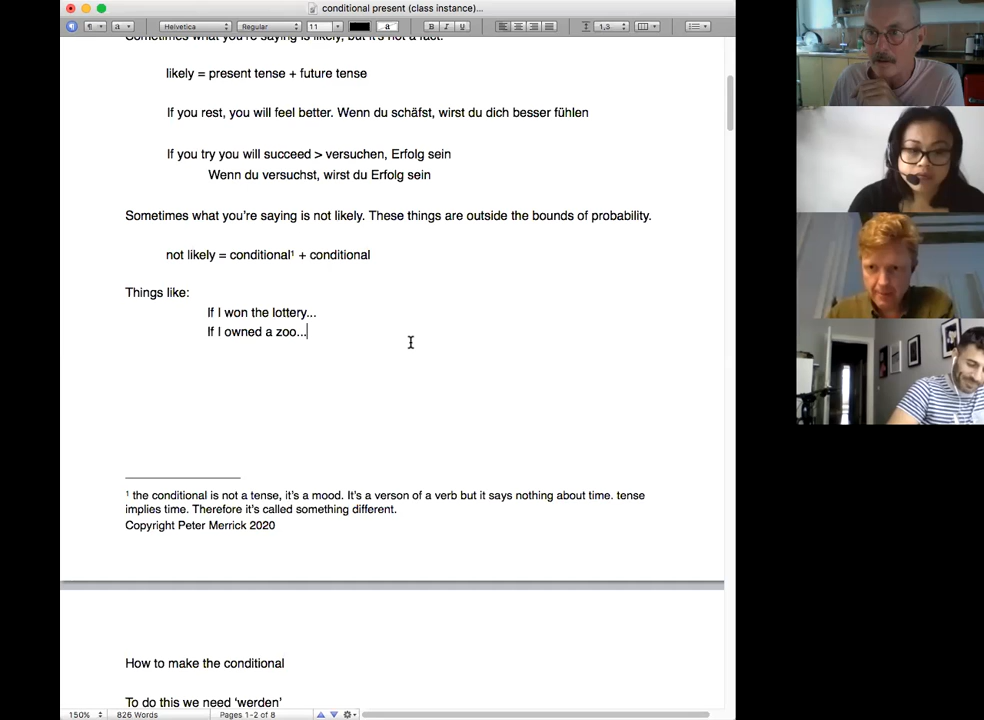 conditional present (class instance)...
Helvetica Regular 11 B I U 1,3
Sometimes what you're saying is likely, but it's not a fact.
likely = present tense + future tense
If you rest, you will feel better. Wenn du schäfst, wirst du dich besser fühlen
If you try you will succeed > versuchen, Erfolg sein
Wenn du versuchst, wirst du Erfolg sein
Sometimes what you're saying is not likely. These things are outside the bounds of probability.
not likely = conditional¹ + conditional
Things like:
If I won the lottery...
If I owned a zoo...
¹ the conditional is not a tense, it's a mood. It's a verson of a verb but it says nothing about time. tense
implies time. Therefore it's called something different.
Copyright Peter Merrick 2020
How to make the conditional
To do this we need 'werden'
150% 826 Words Pages 1-2 of 8